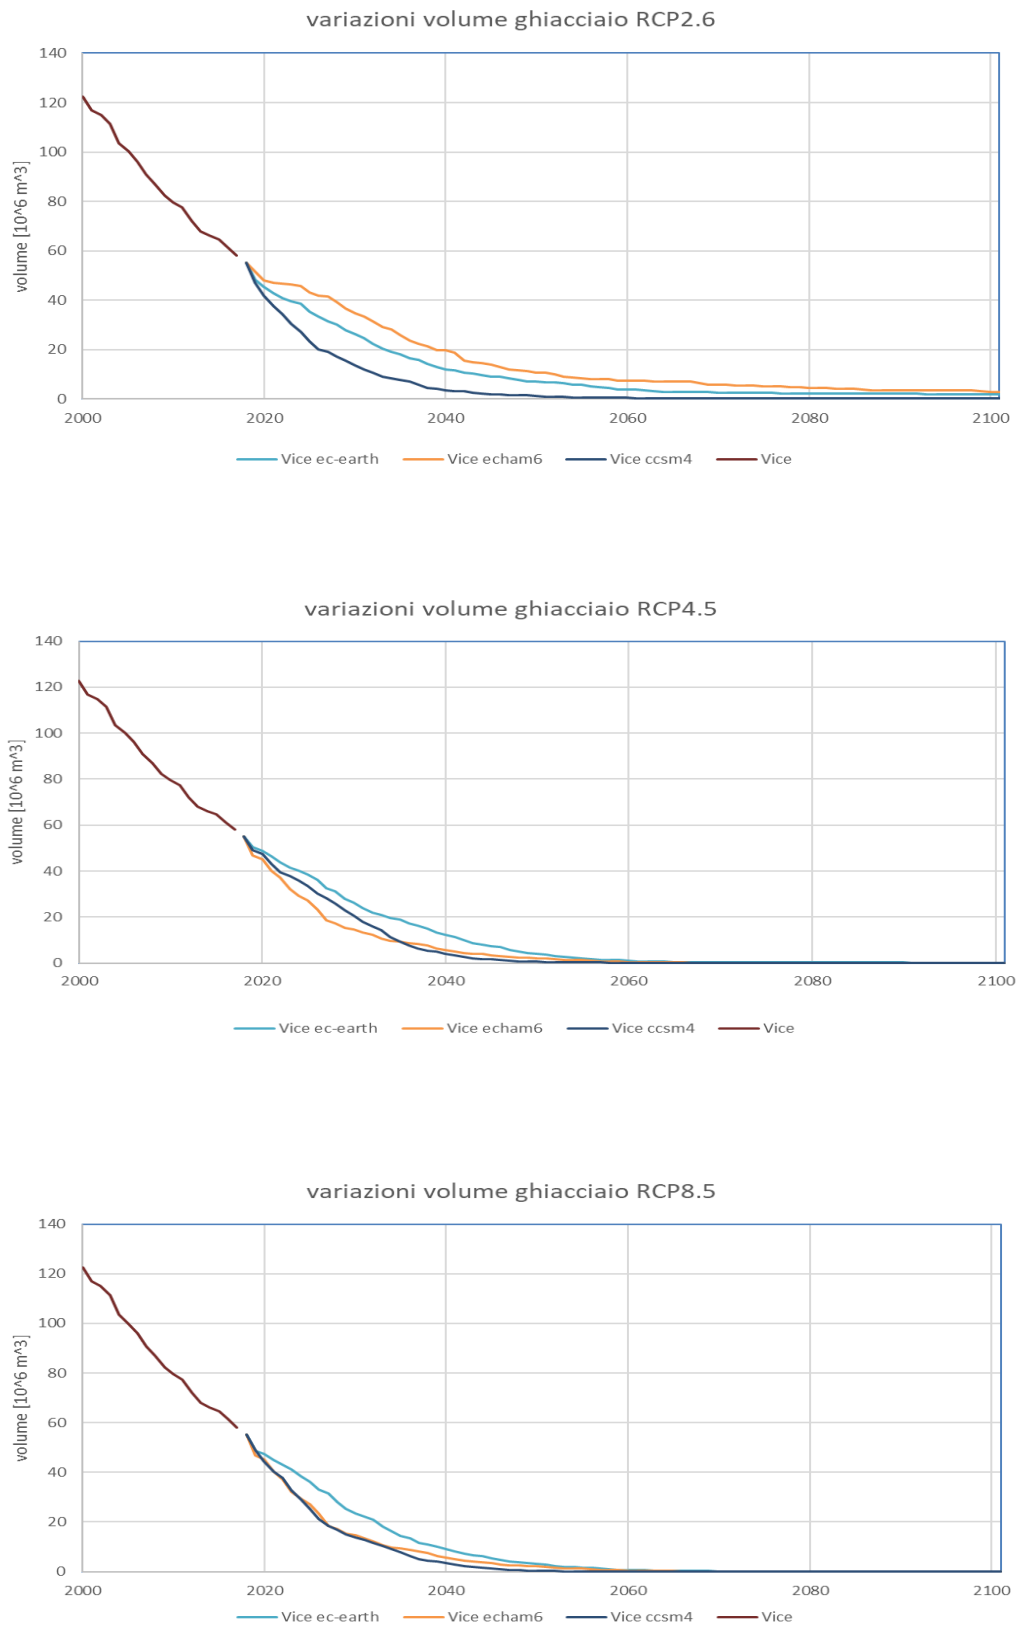 variazioni volume ghiacciaio RCP2.6
volume [10^6 m^3]
140
120
100
80
60
40
20
0
2000 2020 2040 2060 2080 2100
Vice ec-earth Vice echam6 Vice ccsm4 Vice
variazioni volume ghiacciaio RCP4.5
volume [10^6 m^3]
140
120
100
80
60
40
20
0
2000 2020 2040 2060 2080 2100
Vice ec-earth Vice echam6 Vice ccsm4 Vice
variazioni volume ghiacciaio RCP8.5
volume [10^6 m^3]
140
120
100
80
60
40
20
0
2000 2020 2040 2060 2080 2100
Vice ec-earth Vice echam6 Vice ccsm4 Vice